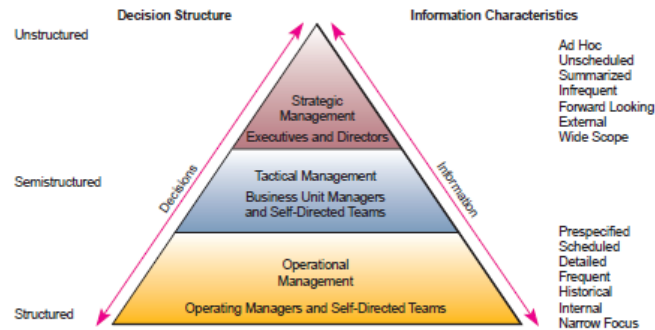 Decision Structure
Information Characteristics
Unstructured
Semistructured
Structured
Decisions
Strategic
Management
Executives and Directors
Tactical Management
Business Unit Managers
and Self-Directed Teams
Operational
Management
Operating Managers and Self-Directed Teams
Information
Ad Hoc
Unscheduled
Summarized
Infrequent
Forward Looking
External
Wide Scope
Prespecified
Scheduled
Detailed
Frequent
Historical
Internal
Narrow Focus